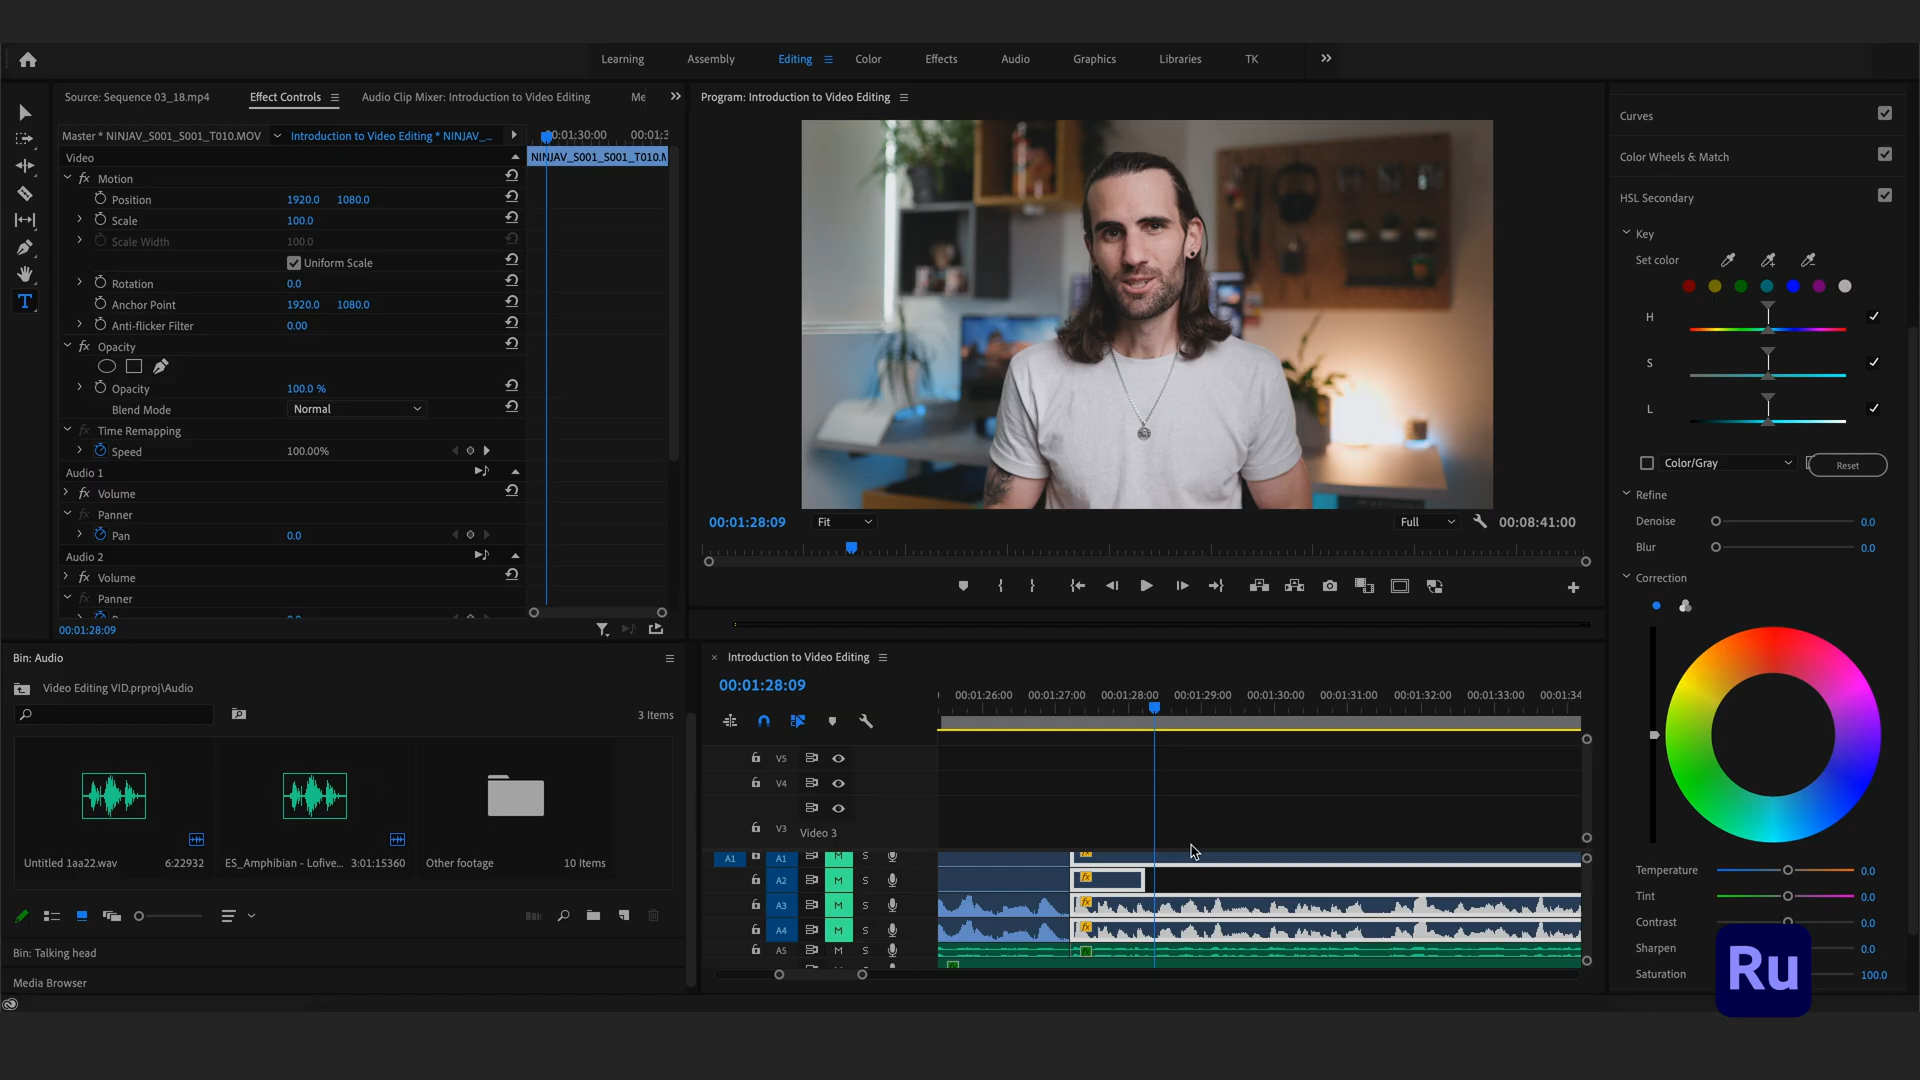 Learning Assembly Editing Color Effects Audio Graphics Libraries TK
Source: Sequence 03_18.mp4 Effect Controls Audio Clip Mixer: Introduction to Video Editing Me
Master * NINJAV_S001_S001_T010.MOV Introduction to Video Editing * NINJAV_... 00:01:30:00
Video NINJAV_S001_S001_T010.M
fx Motion
Position 1920.0 1080.0
Scale 100.0
Scale Width 100.0
Uniform Scale
Rotation 0.0
Anchor Point 1920.0 1080.0
Anti-flicker Filter 0.00
fx Opacity
Opacity 100.0 %
Blend Mode Normal
fx Time Remapping
Speed 100.00%
Audio 1
fx Volume
fx Panner
Pan 0.0
Audio 2
fx Volume
fx Panner
00:01:28:09
Program: Introduction to Video Editing
00:01:28:09 Fit Full 00:08:41:00
Curves
Color Wheels & Match
HSL Secondary
Key
Set color
H
S
L
Color/Gray Reset
Refine
Denoise 0.0
Blur 0.0
Correction
Temperature 0.0
Tint 0.0
Contrast 0.0
Sharpen 0.0
Saturation 100.0
Ru
Bin: Audio
Video Editing VID.prproj\Audio
3 Items
Untitled 1aa22.wav 6:22932
ES_Amphibian - Lofive... 3:01:15360
Other footage 10 Items
Bin: Talking head
Media Browser
Introduction to Video Editing
00:01:28:09
00:01:26:00 00:01:27:00 00:01:28:00 00:01:29:00 00:01:30:00 00:01:31:00 00:01:32:00 00:01:33:00 00:01:34
V5
V4
V3 Video 3
A1 A1 M S fx
A2 M S fx
A3 M S fx
A4 M S fx
A5 M S